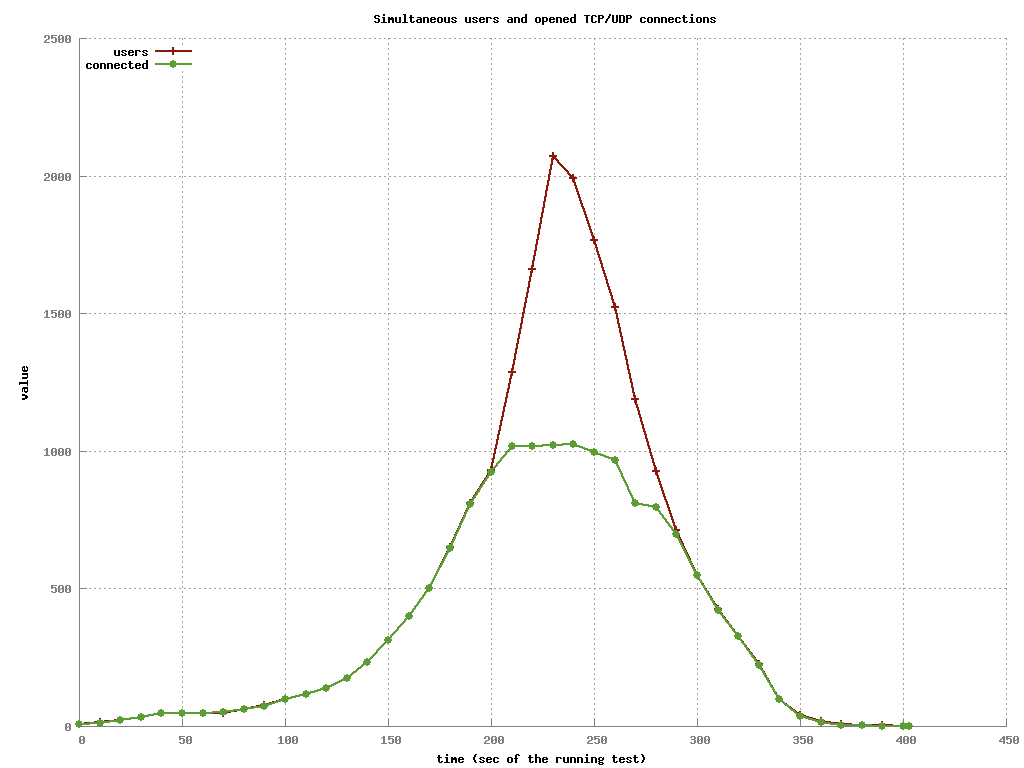 Simultaneous users and opened TCP/UDP connections
2500
users
connected
2000
1500
value
1000
500
0
0 50 100 150 200 250 300 350 400 450
time (sec of the running test)